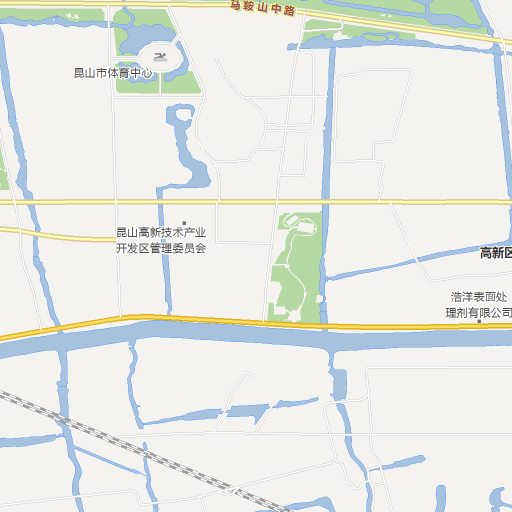 马鞍山中路
昆山市体育中心
昆山高新技术产业
开发区管理委员会
高新区
浩洋表面处
理剂有限公司